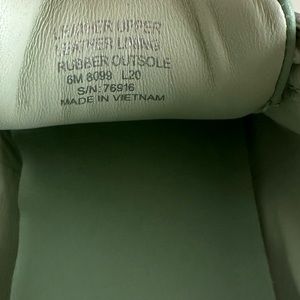 LEATHER UPPER
LEATHER LINING
RUBBER OUTSOLE
6M 8099 L20
S/N: 76916
MADE IN VIETNAM